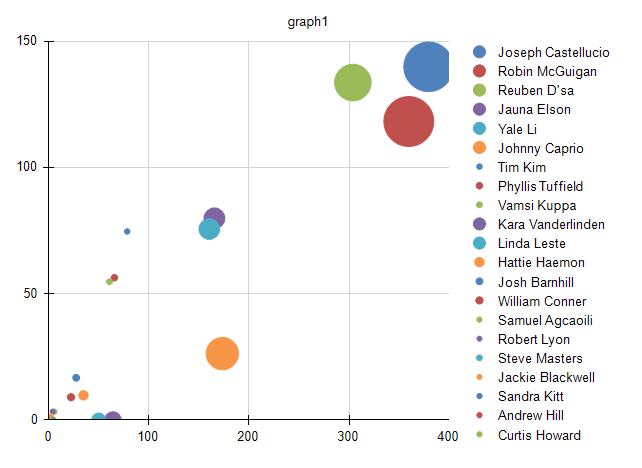 graph1
150
100
50
0
0 100 200 300 400
Joseph Castellucio
Robin McGuigan
Reuben D'sa
Jauna Elson
Yale Li
Johnny Caprio
Tim Kim
Phyllis Tuffield
Vamsi Kuppa
Kara Vanderlinden
Linda Leste
Hattie Haemon
Josh Barnhill
William Conner
Samuel Agcaoili
Robert Lyon
Steve Masters
Jackie Blackwell
Sandra Kitt
Andrew Hill
Curtis Howard